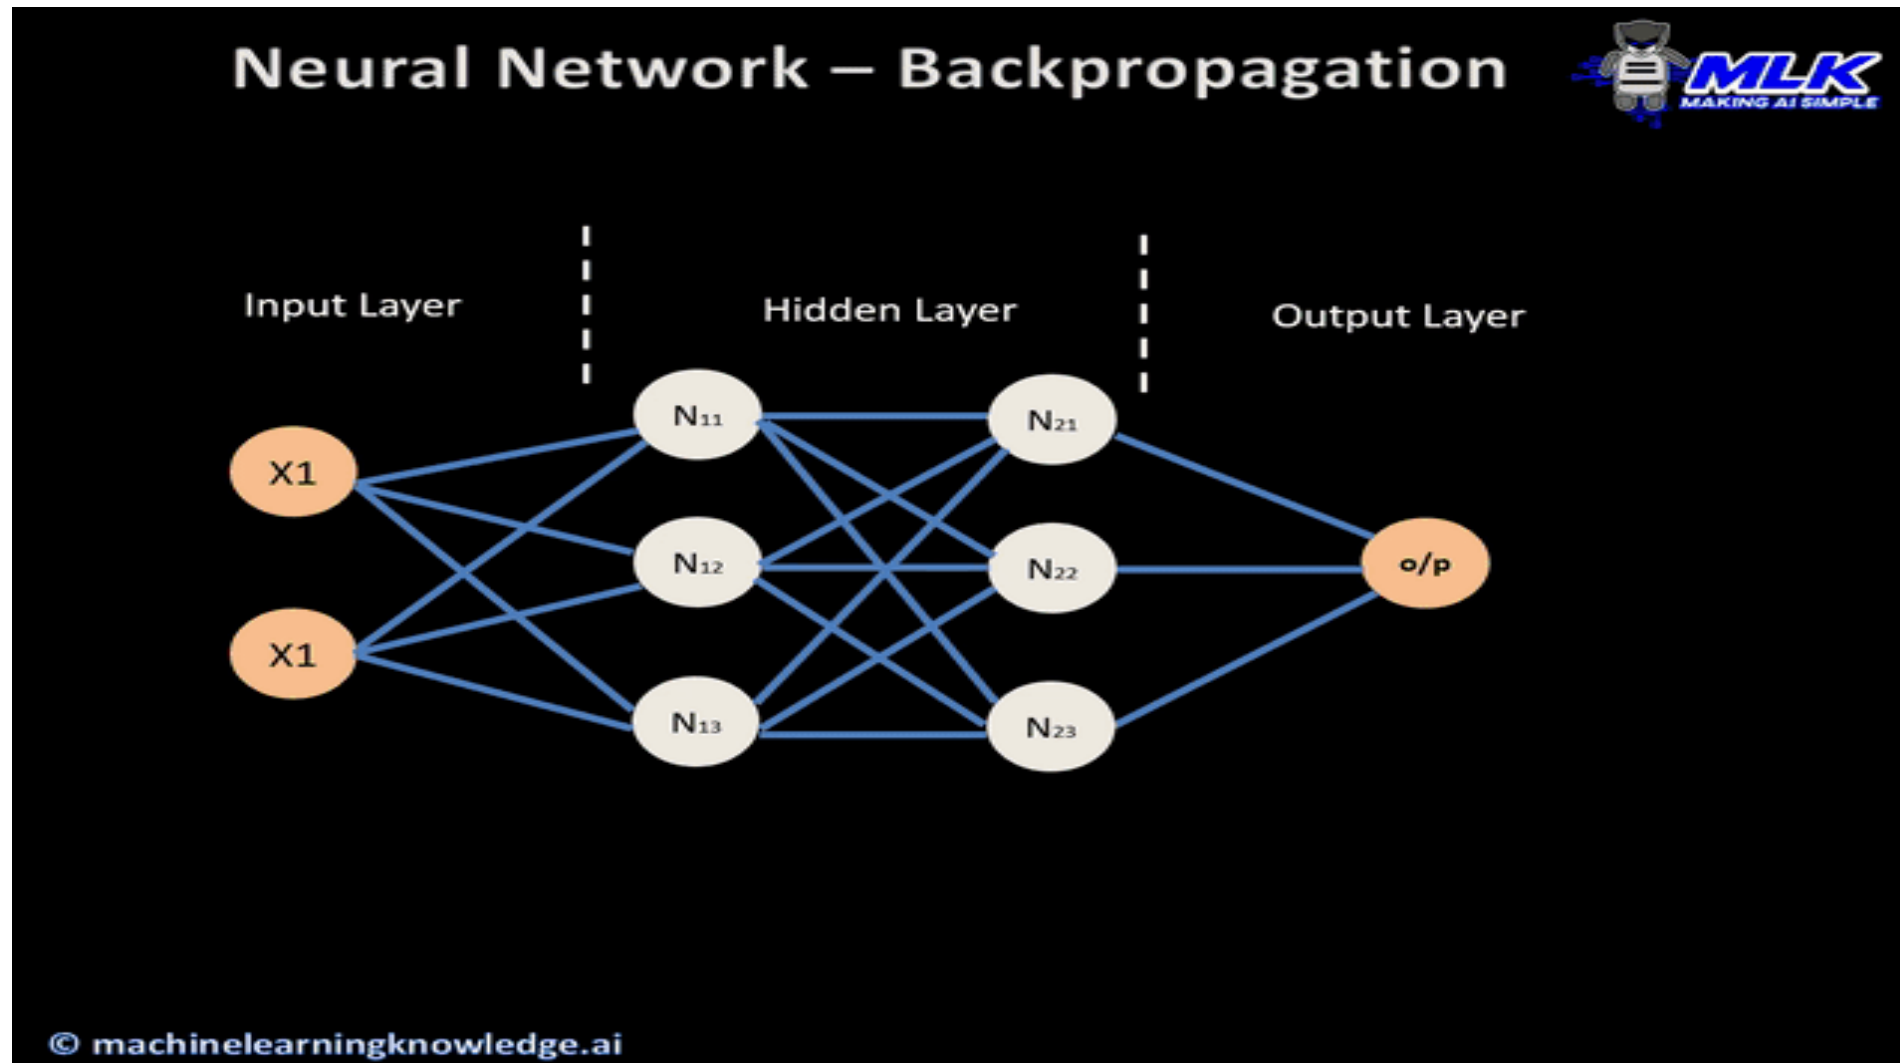 Neural Network – Backpropagation
MLK
MAKING AI SIMPLE
Input Layer
Hidden Layer
Output Layer
N₁₁
N₂₁
X1
N₁₂
N₂₂
o/p
X1
N₁₃
N₂₃
© machinelearningknowledge.ai